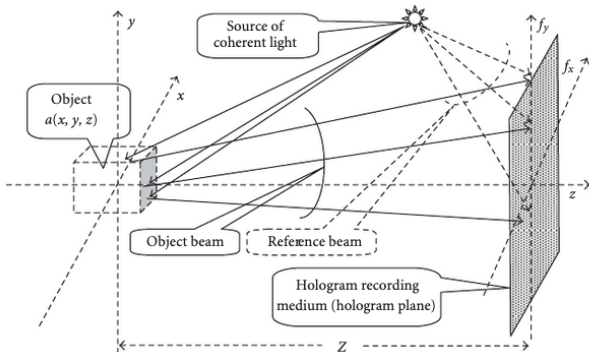 y
Source of
coherent light
f_y
f_x
Object
a(x, y, z)
x
z
Object beam
Reference beam
Hologram recording
medium (hologram plane)
Z